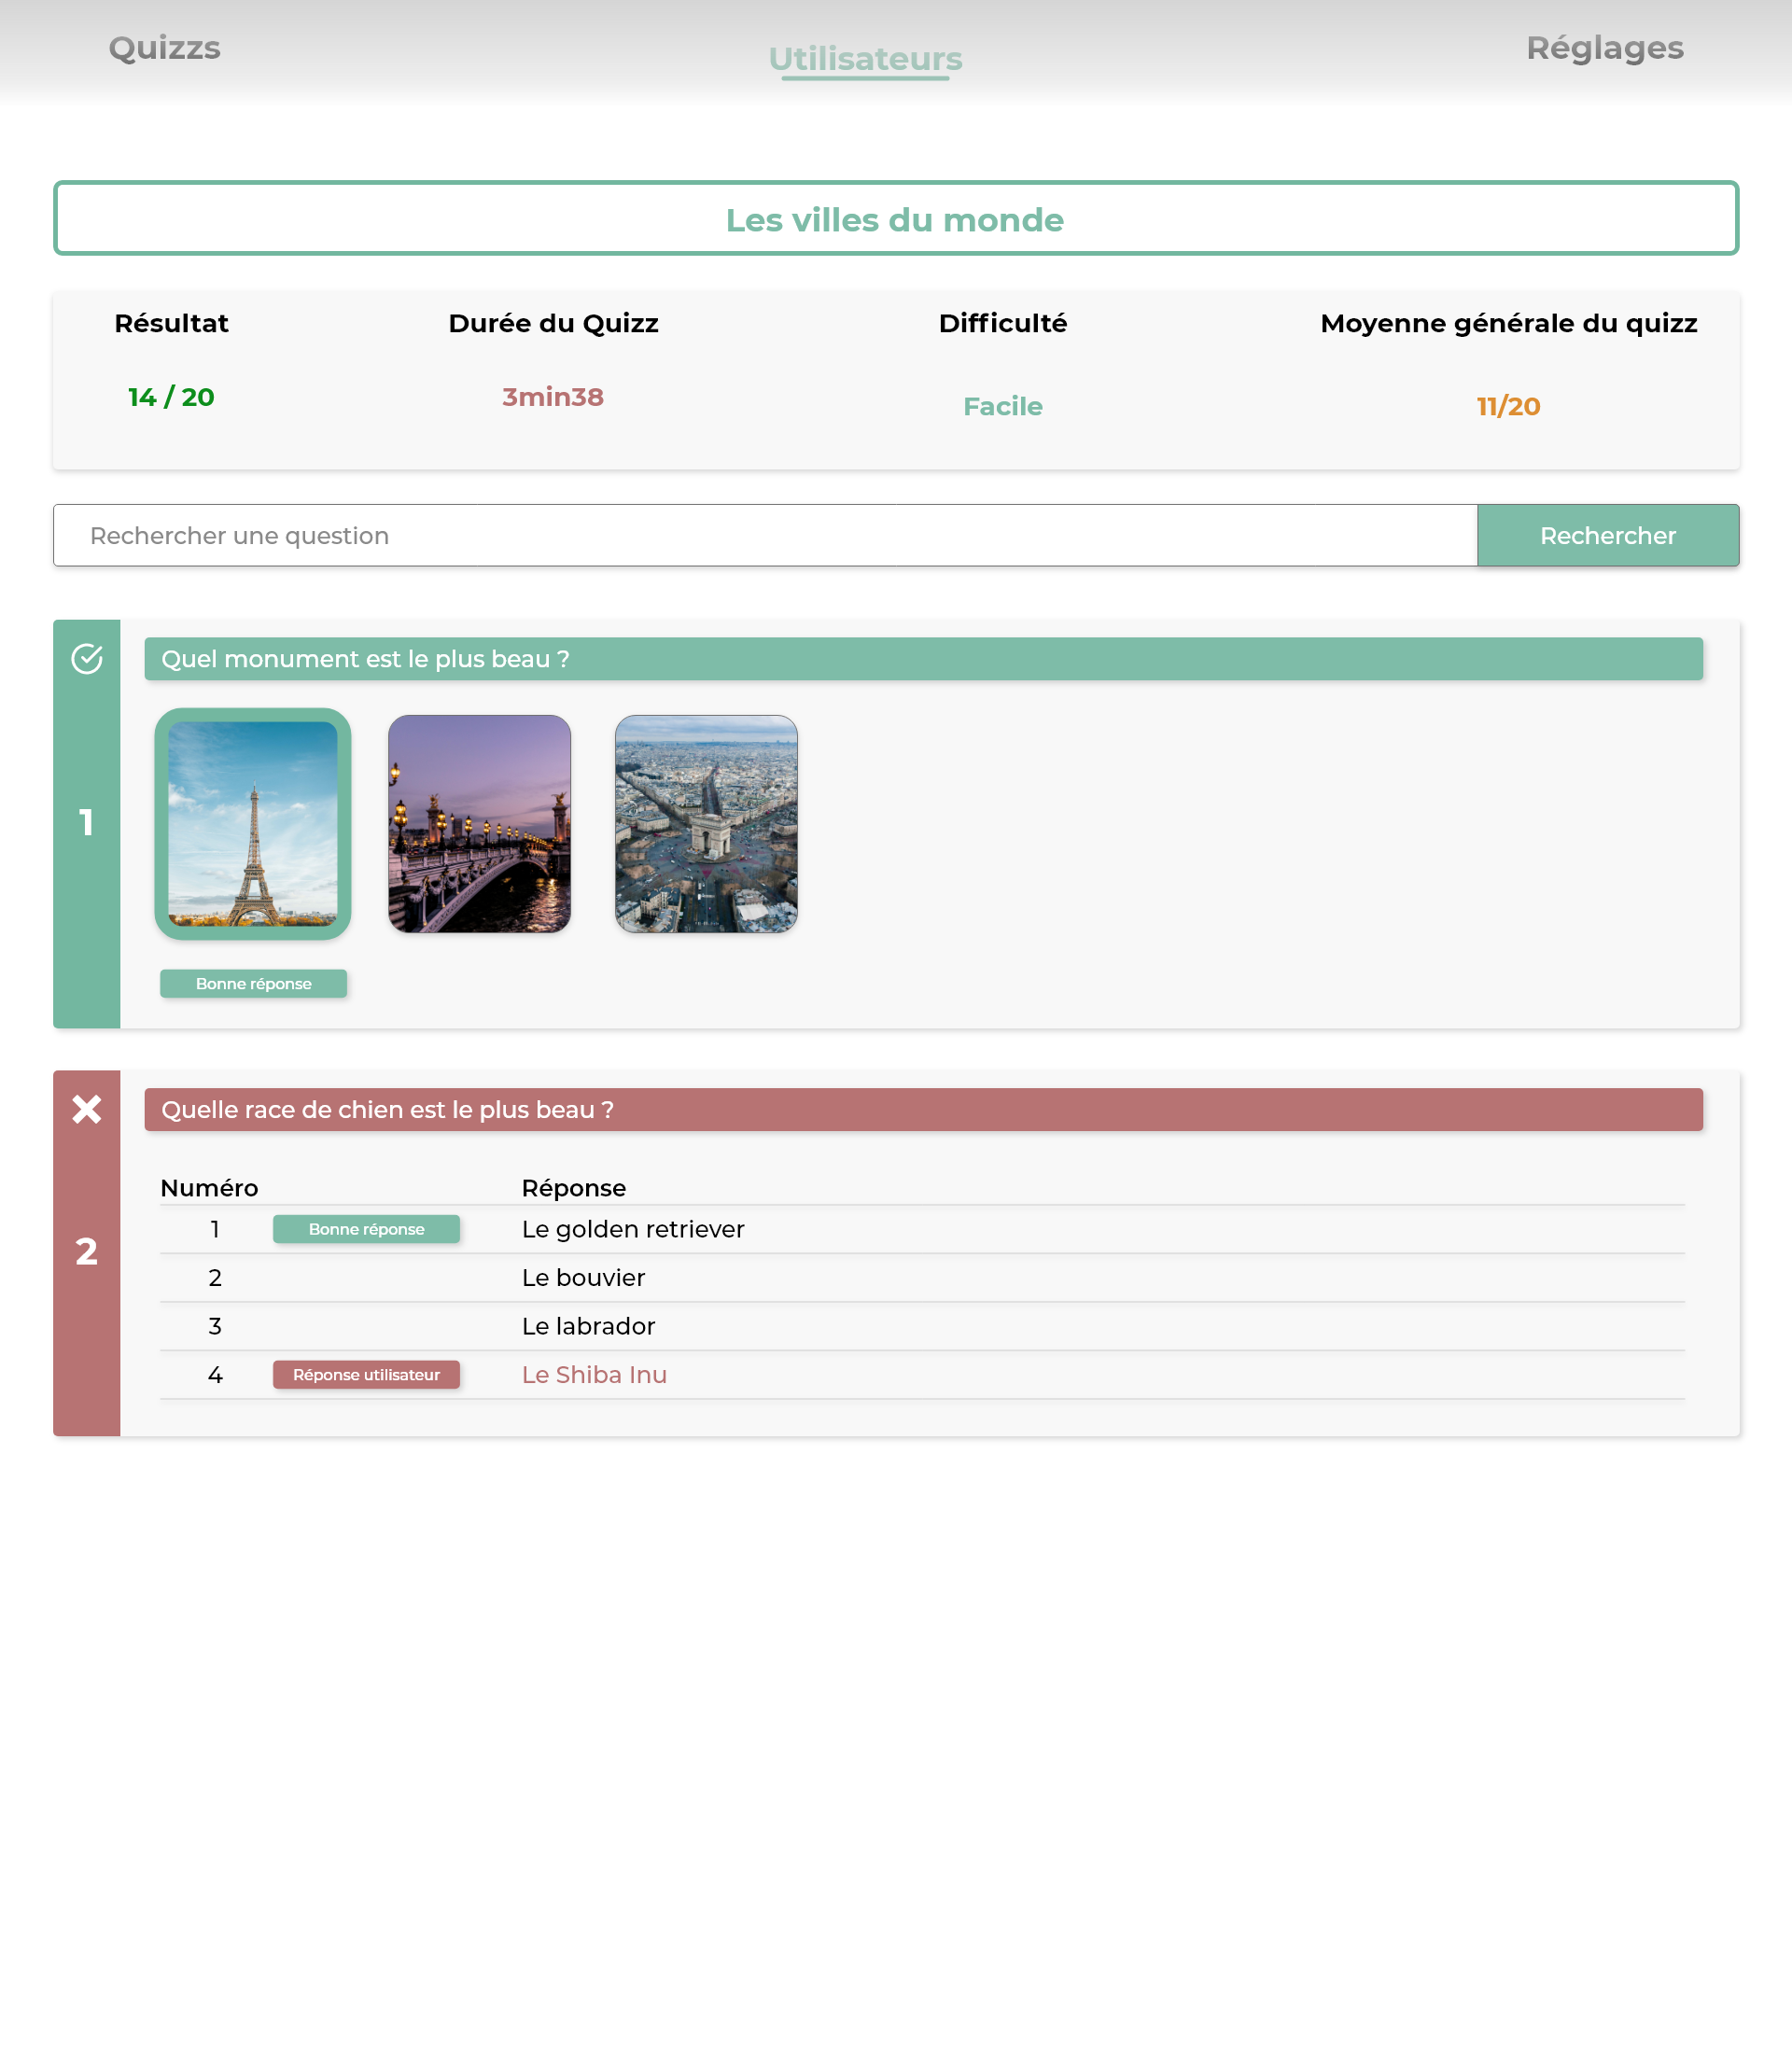 Quizzs
Utilisateurs
Réglages
Les villes du monde
Résultat Durée du Quizz Difficulté Moyenne générale du quizz
14 / 20 3min38 Facile 11/20
Rechercher une question Rechercher
Quel monument est le plus beau ?
1
Bonne réponse
Quelle race de chien est le plus beau ?
2
Numéro Réponse
1 Bonne réponse Le golden retriever
2 Le bouvier
3 Le labrador
4 Réponse utilisateur Le Shiba Inu